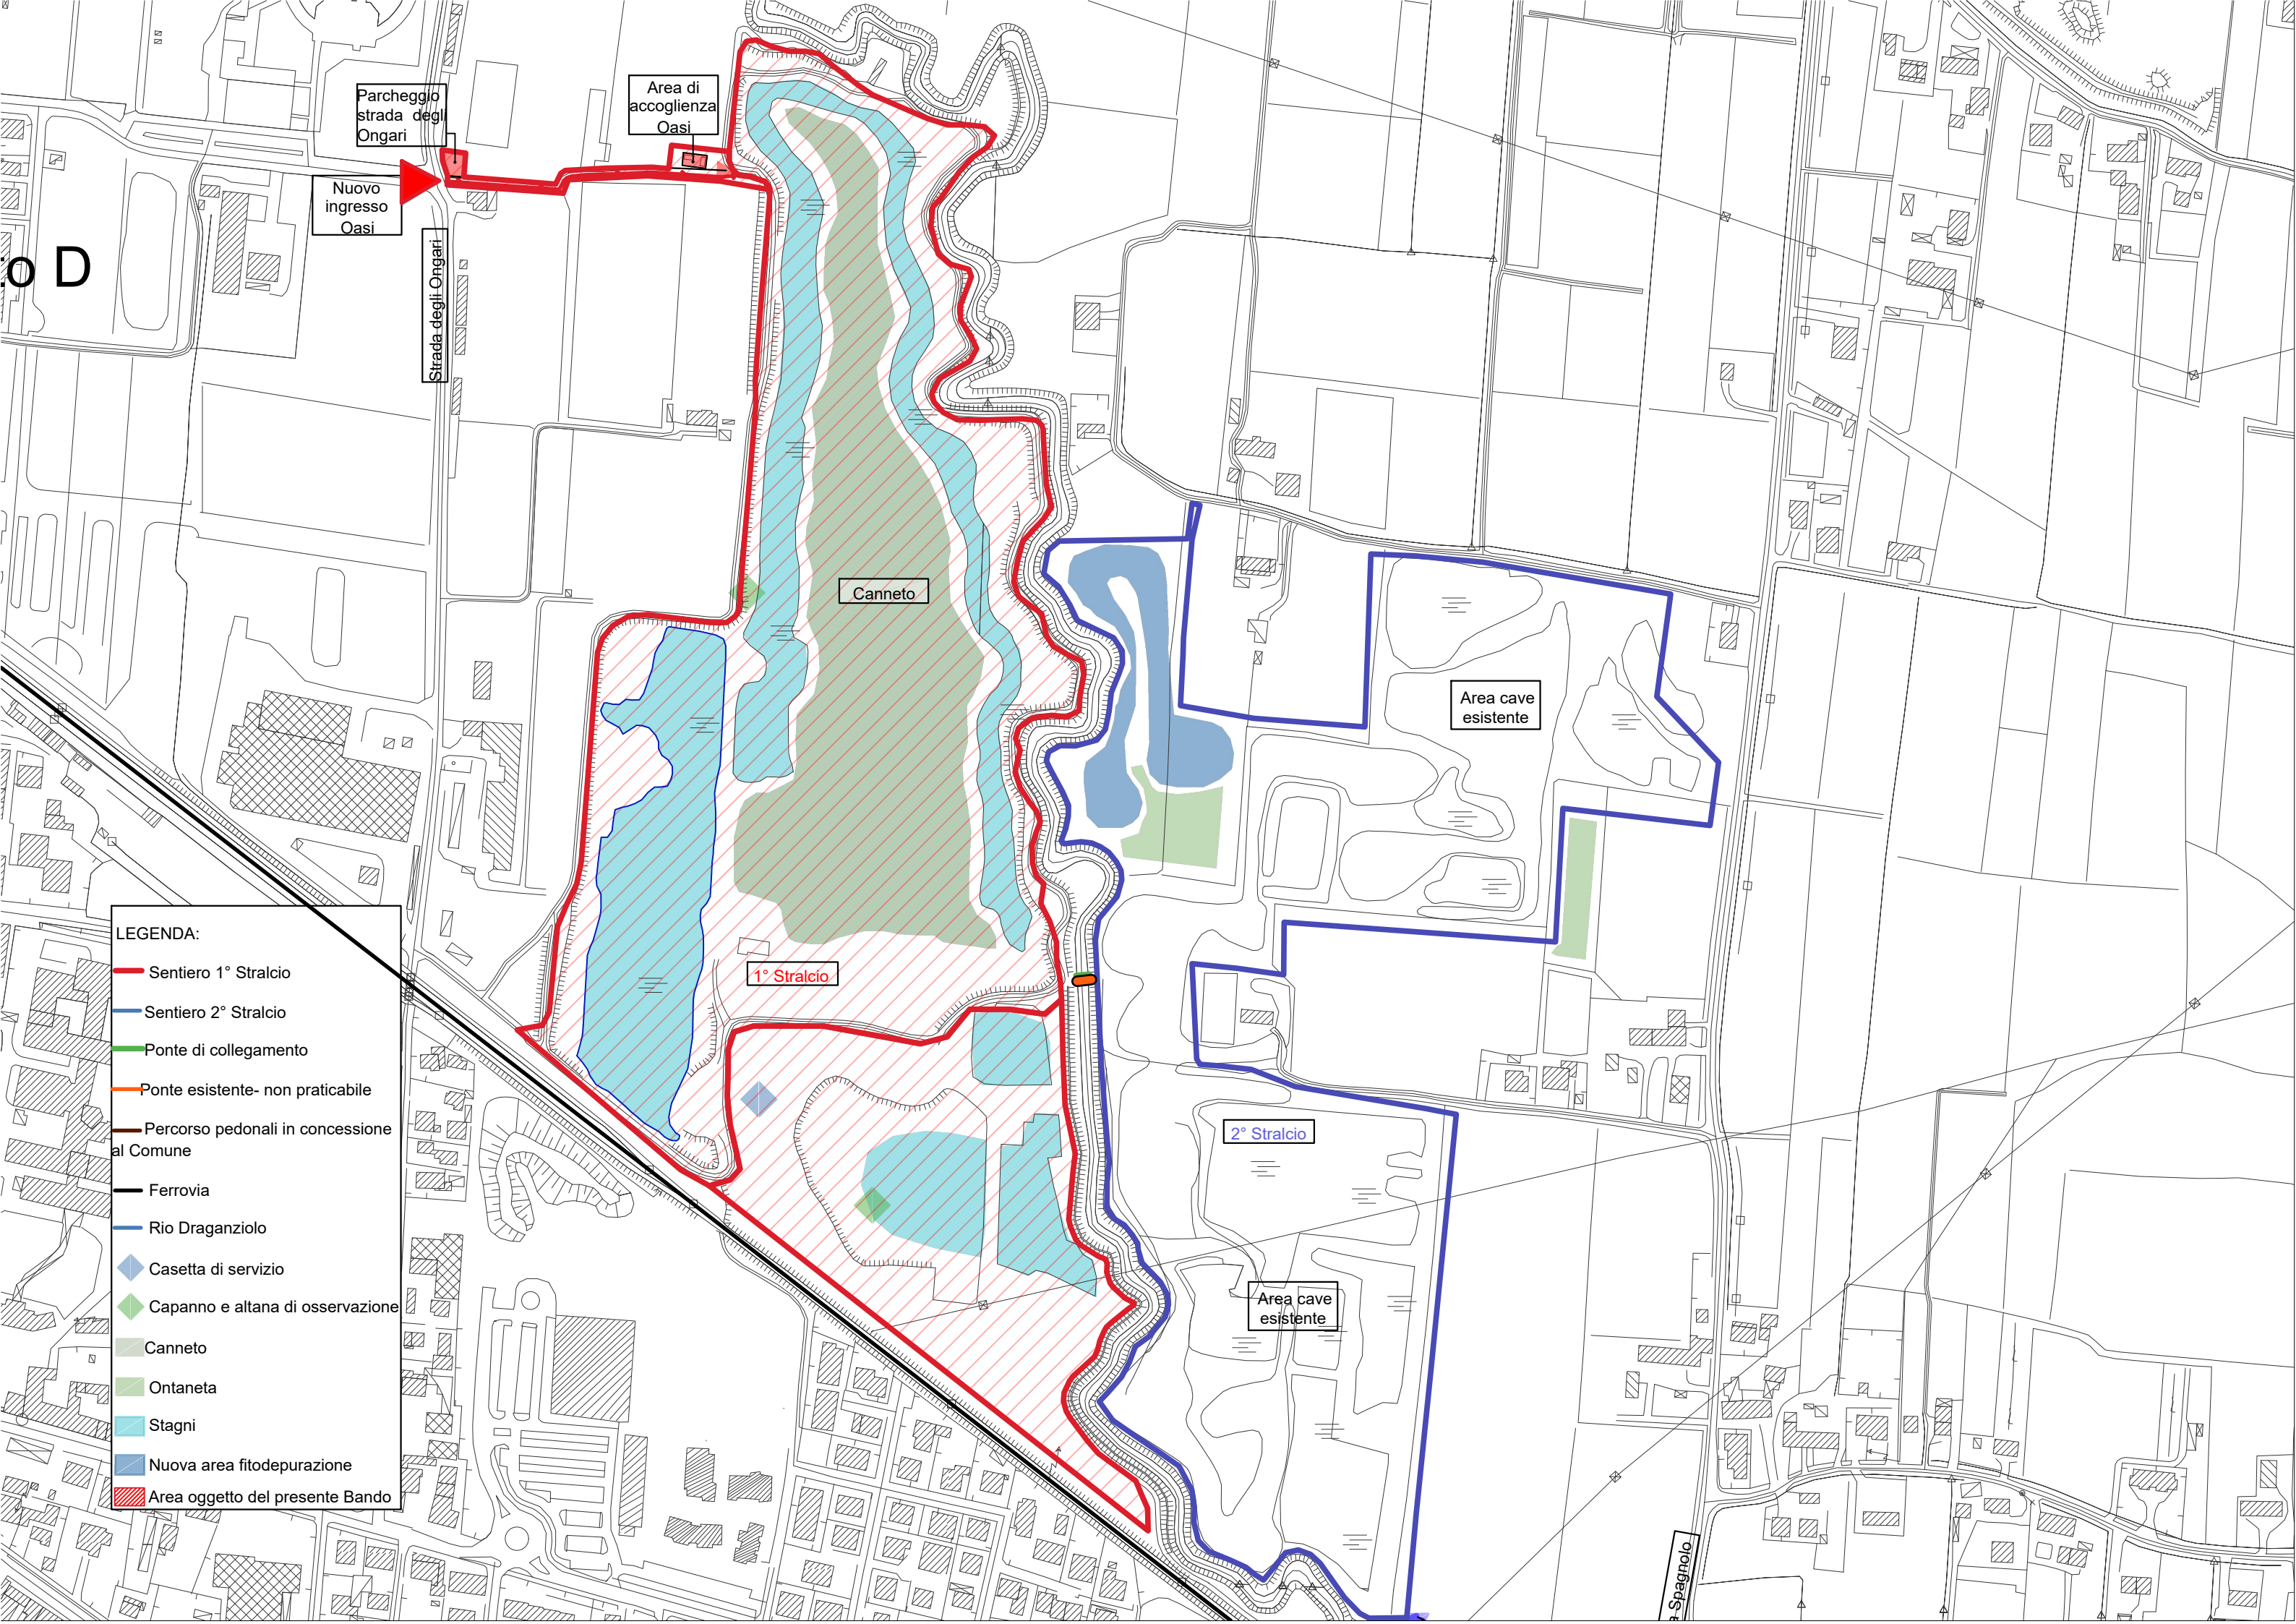 Parcheggio
strada degli
Ongari
Area di
accoglienza
Oasi
Nuovo
ingresso
Oasi
Strada degli Ongari
o D
Canneto
Area cave
esistente
1° Stralcio
2° Stralcio
Area cave
esistente
Spagnolo
LEGENDA:
Sentiero 1° Stralcio
Sentiero 2° Stralcio
Ponte di collegamento
Ponte esistente- non praticabile
Percorso pedonali in concessione
al Comune
Ferrovia
Rio Draganziolo
Casetta di servizio
Capanno e altana di osservazione
Canneto
Ontaneta
Stagni
Nuova area fitodepurazione
Area oggetto del presente Bando